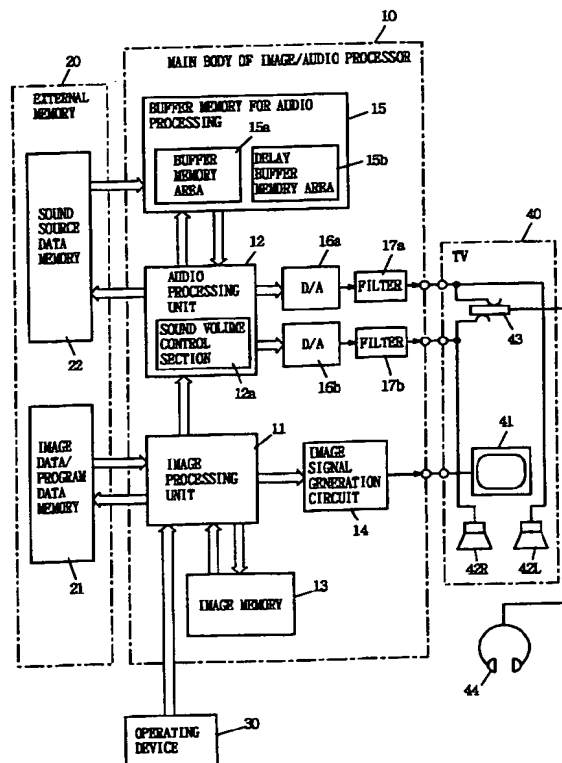 10
20
MAIN BODY OF IMAGE/AUDIO PROCESSOR
EXTERNAL
MEMORY
BUFFER MEMORY FOR AUDIO
PROCESSING
15
15a
15b
BUFFER
MEMORY
AREA
DELAY
BUFFER
MEMORY AREA
SOUND
SOURCE
DATA
MEMORY
22
12
AUDIO
PROCESSING
UNIT
SOUND VOLUME
CONTROL
SECTION
12a
16a
D/A
17a
FILTER
D/A
16b
FILTER
17b
40
TV
43
11
IMAGE
PROCESSING
UNIT
IMAGE
DATA/
PROGRAM
DATA
MEMORY
21
IMAGE
SIGNAL
GENERATION
CIRCUIT
14
41
42R
42L
IMAGE MEMORY
13
44
30
OPERATING
DEVICE